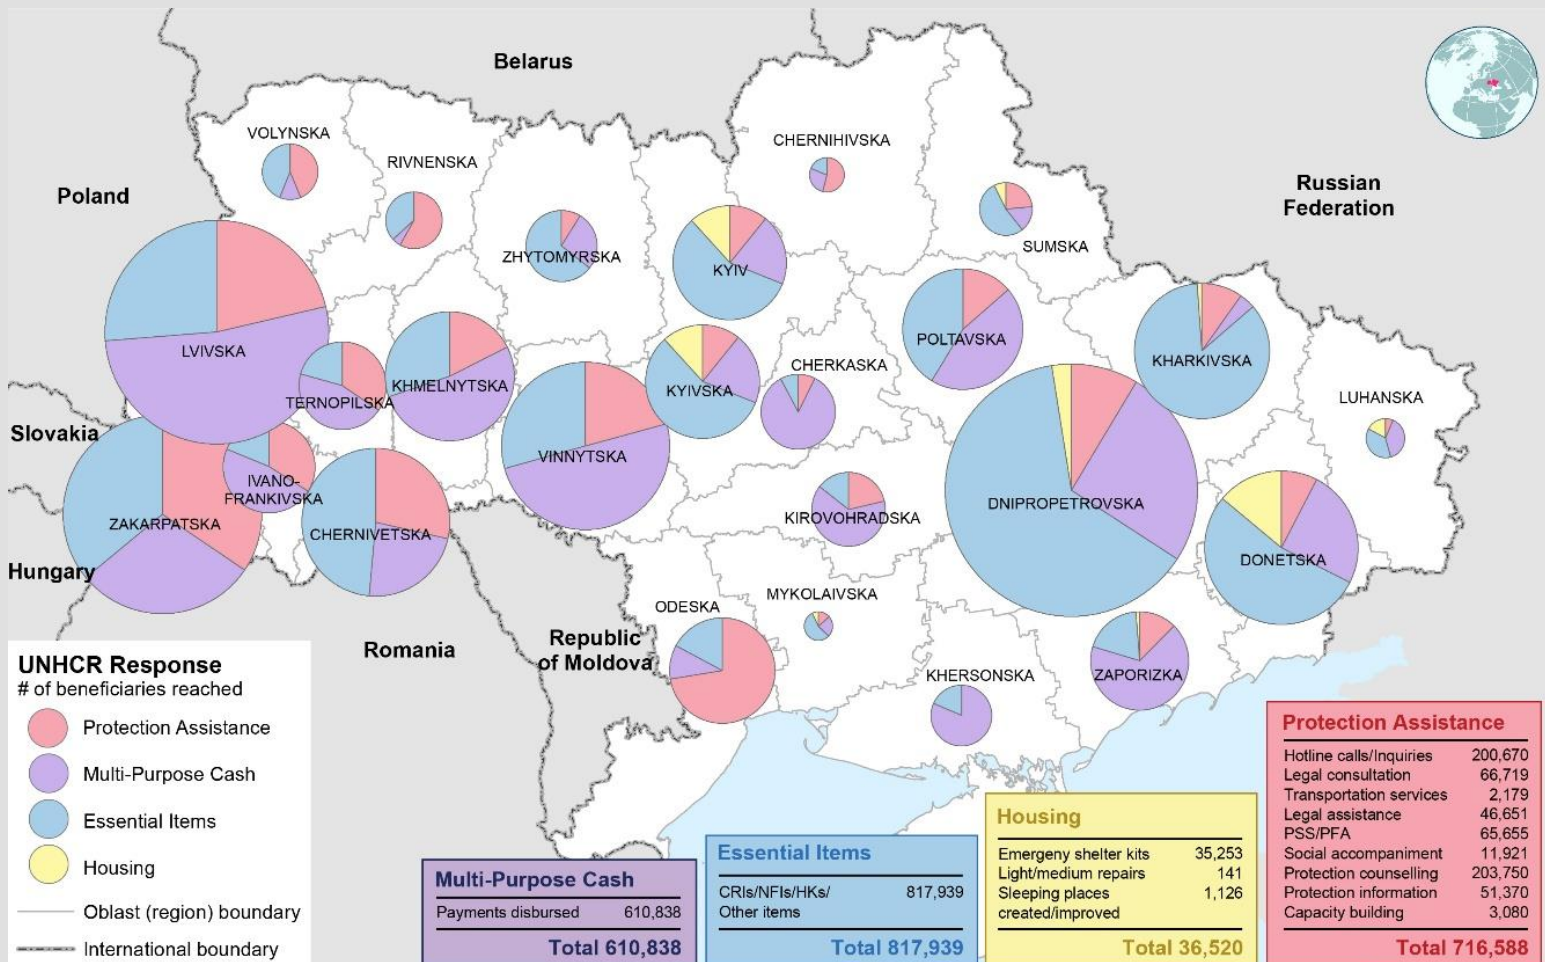 Belarus
VOLYNSKA
RIVNENSKA
CHERNIHIVSKA
Poland
Russian
Federation
ZHYTOMYRSKA
KYIV
SUMSKA
LVIVSKA
POLTAVSKA
KHARKIVSKA
CHERKASKA
KHMELNYTSKA
KYIVSKA
TERNOPILSKA
LUHANSKA
Slovakia
VINNYTSKA
IVANO-
FRANKIVSKA
ZAKARPATSKA
CHERNIVETSKA
KIROVOHRADSKA
DNIPROPETROVSKA
DONETSKA
Hungary
MYKOLAIVSKA
ODESKA
Romania
Republic
of Moldova
KHERSONSKA
ZAPORIZKA
UNHCR Response
# of beneficiaries reached
Protection Assistance
Multi-Purpose Cash
Essential Items
Housing
Oblast (region) boundary
International boundary
Multi-Purpose Cash
Payments disbursed 610,838
Total 610,838
Essential Items
CRIs/NFIs/HKs/ 817,939
Other items
Total 817,939
Housing
Emergeny shelter kits 35,253
Light/medium repairs 141
Sleeping places 1,126
created/improved
Total 36,520
Protection Assistance
Hotline calls/Inquiries 200,670
Legal consultation 66,719
Transportation services 2,179
Legal assistance 46,651
PSS/PFA 65,655
Social accompaniment 11,921
Protection counselling 203,750
Protection information 51,370
Capacity building 3,080
Total 716,588